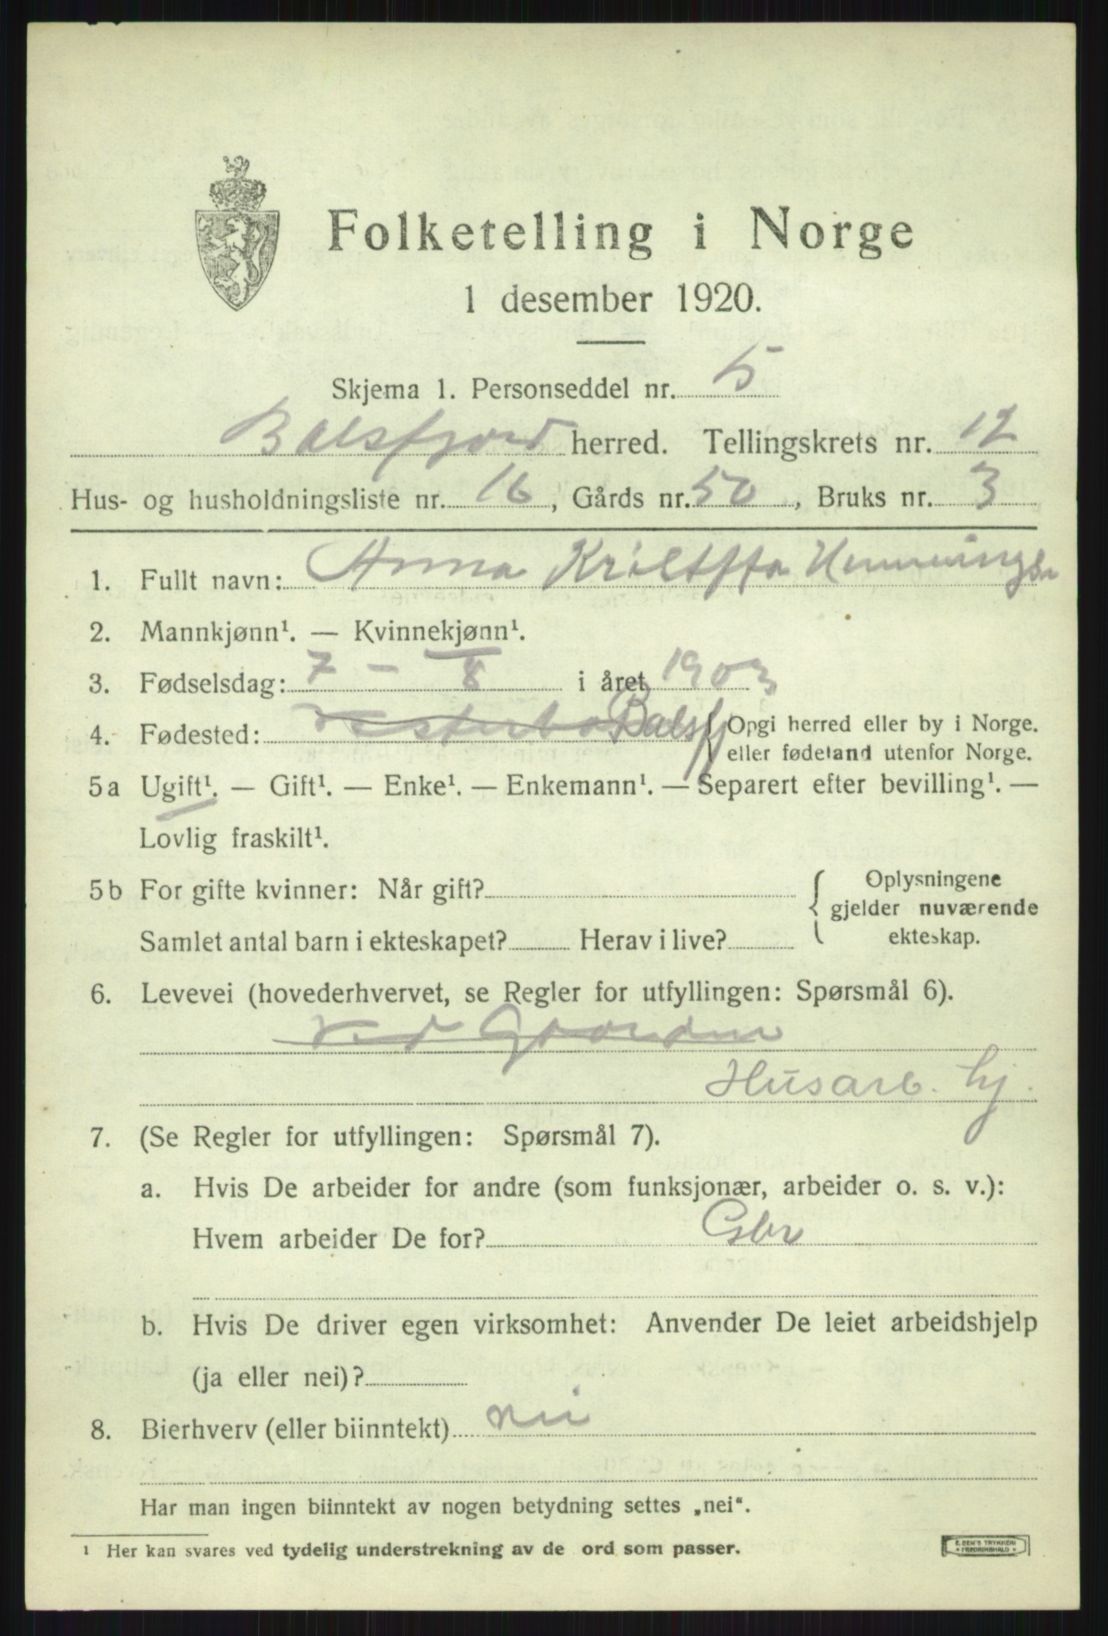 Folketelling i Norge
1 desember 1920.
Skjema 1. Personseddel nr. 5
Balsfjord herred. Tellingskrets nr. 12
Hus- og husholdningsliste nr. 16, Gårds nr. 50, Bruks nr. 3
1. Fullt navn: Anna
2. Mannkjønn¹. — Kvinnekjønn¹.
3. Fødselsdag: 7 - 8 i året 1903
4. Fødested: Balsfj { Opgi herred eller by i Norge.
eller fødeland utenfor Norge.
5a Ugift¹. — Gift¹. — Enke¹. — Enkemann¹. — Separert efter bevilling¹. —
Lovlig fraskilt¹.
5b For gifte kvinner: Når gift? { Oplysningene
gjelder nuværende
Samlet antal barn i ekteskapet? Herav i live? ekteskap.
6. Levevei (hovederhvervet, se Regler for utfyllingen: Spørsmål 6).
Ved Gaarden
Husarb. hj.
7. (Se Regler for utfyllingen: Spørsmål 7).
a. Hvis De arbeider for andre (som funksjonær, arbeider o. s. v.):
Hvem arbeider De for? Gbr
b. Hvis De driver egen virksomhet: Anvender De leiet arbeidshjelp
(ja eller nei)?
8. Bierhverv (eller biinntekt) nei
Har man ingen biinntekt av nogen betydning settes „nei“.
¹ Her kan svares ved tydelig understrekning av de ord som passer.